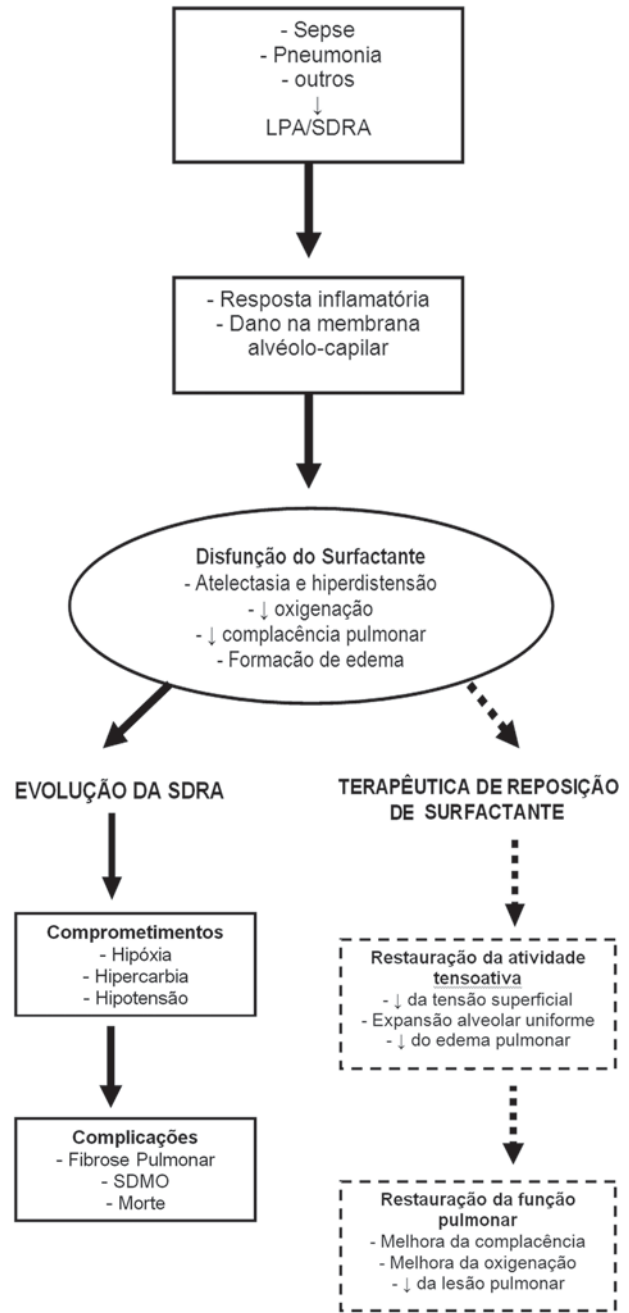 - Sepse
- Pneumonia
- outros
↓
LPA/SDRA
- Resposta inflamatória
- Dano na membrana
alvéolo-capilar
Disfunção do Surfactante
- Atelectasia e hiperdistensão
- ↓ oxigenação
- ↓ complacência pulmonar
- Formacão de edema
EVOLUÇÃO DA SDRA
Comprometimentos
- Hipóxia
- Hipercarbia
- Hipotensão
Complicações
- Fibrose Pulmonar
- SDMO
- Morte
TERAPÊUTICA DE REPOSIÇÃO
DE SURFACTANTE
Restauração da atividade
tensoativa
- ↓ da tensão superficial
- Expansão alveolar uniforme
- ↓ do edema pulmonar
Restauração da função
pulmonar
- Melhora da complacência
- Melhora da oxigenação
- ↓ da lesão pulmonar